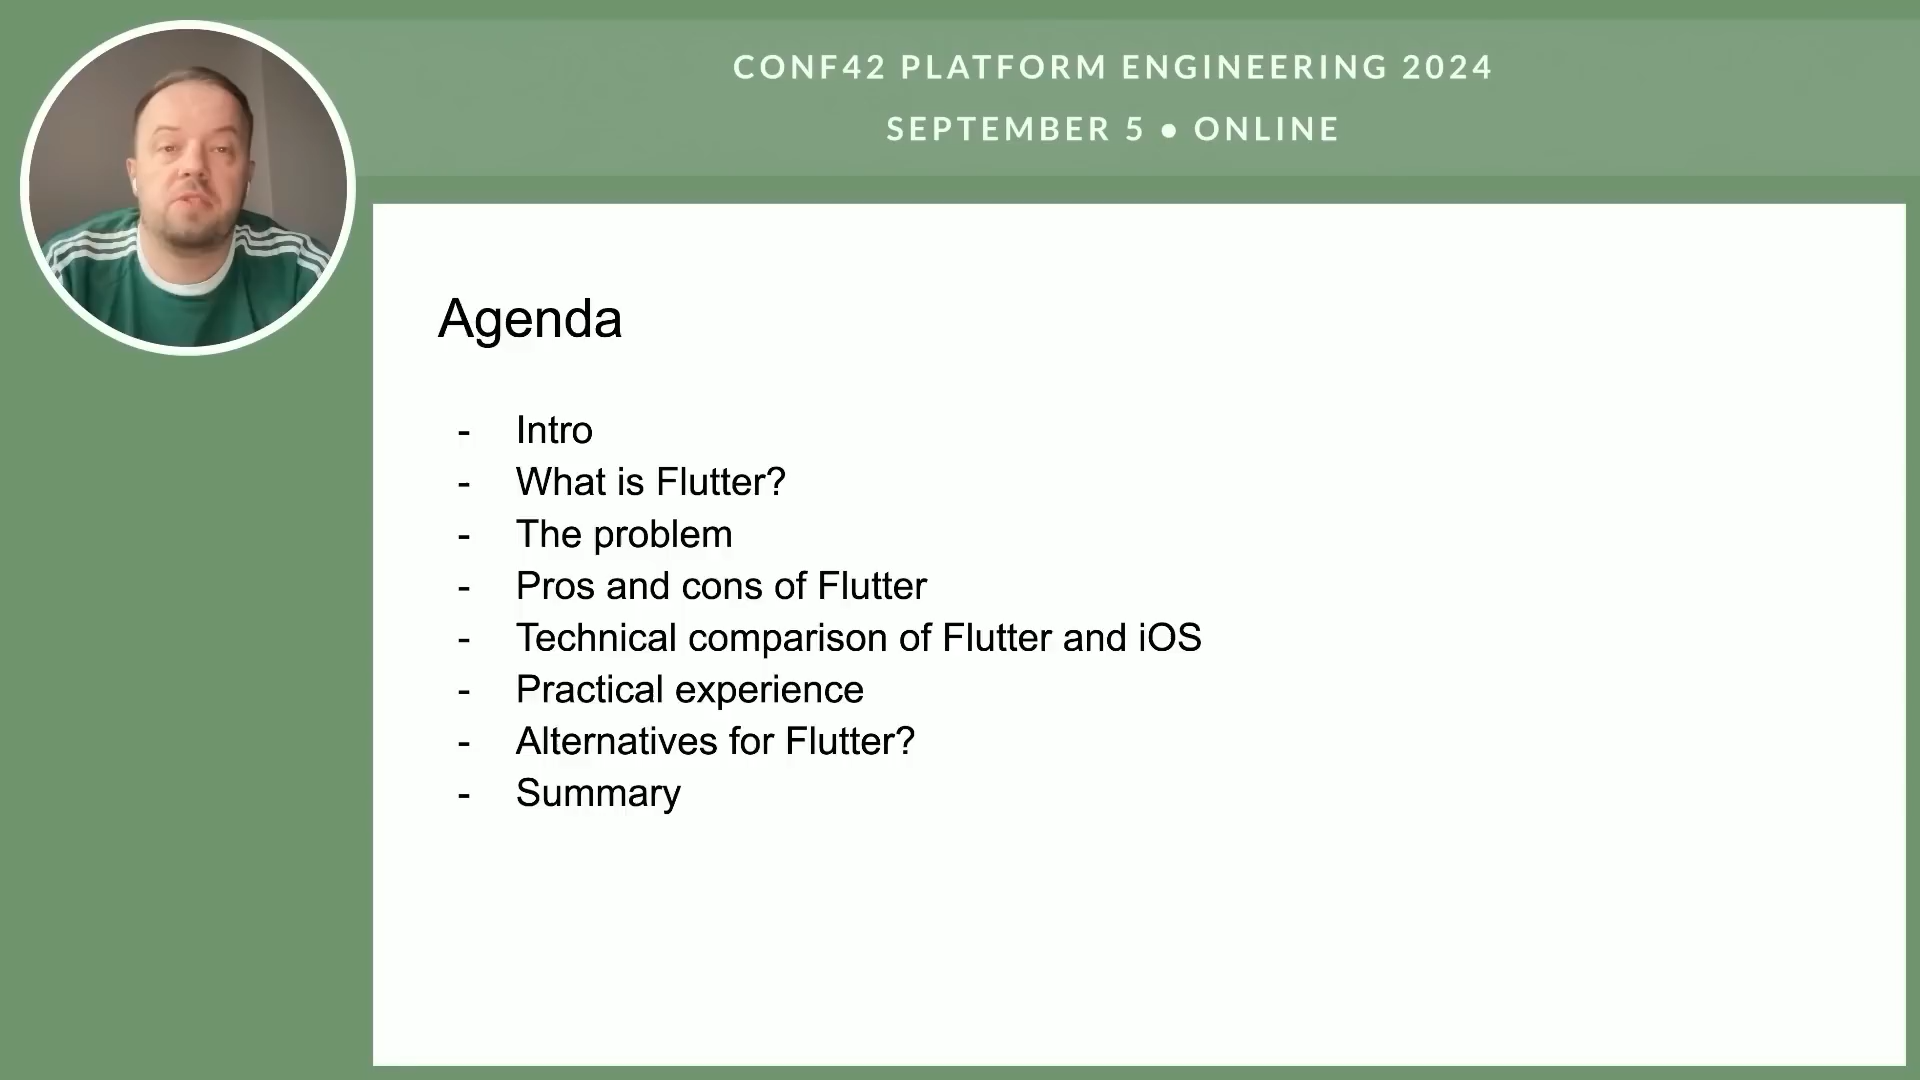 CONF42 PLATFORM ENGINEERING 2024
SEPTEMBER 5 ● ONLINE
Agenda
- Intro
- What is Flutter?
- The problem
- Pros and cons of Flutter
- Technical comparison of Flutter and iOS
- Practical experience
- Alternatives for Flutter?
- Summary